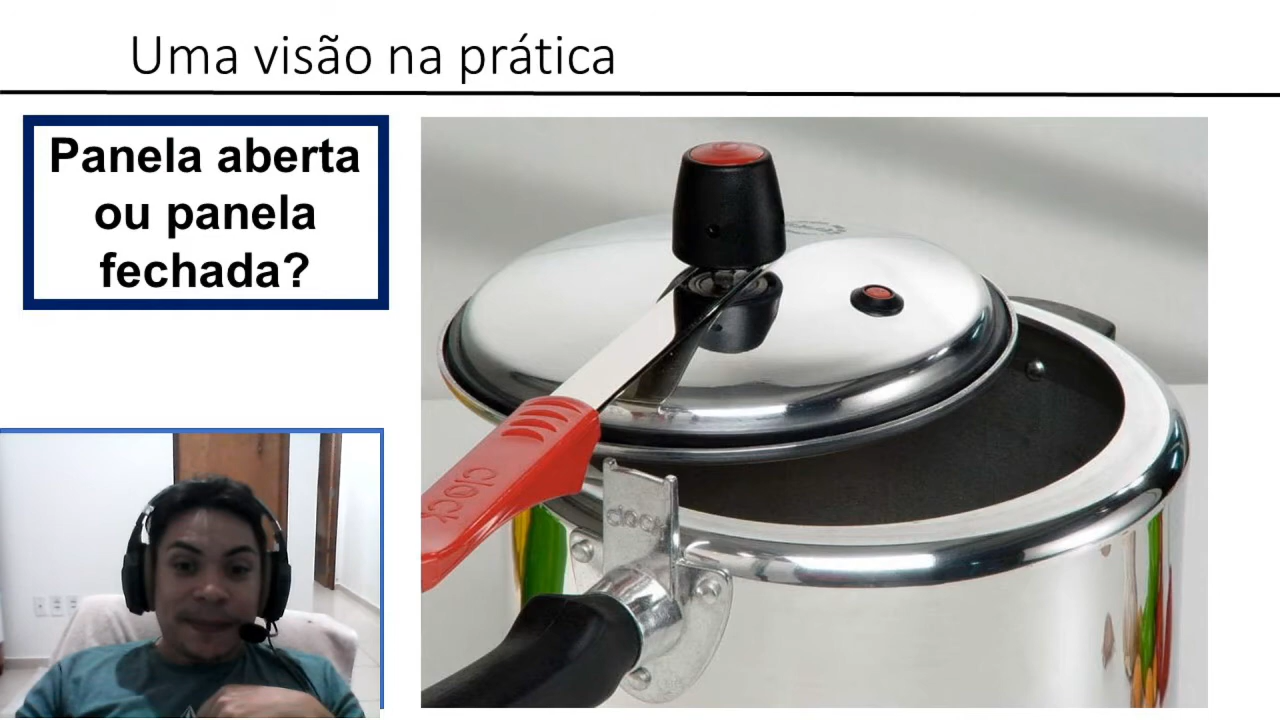 Uma visão na prática
Panela aberta
ou panela
fechada?
clock
clock